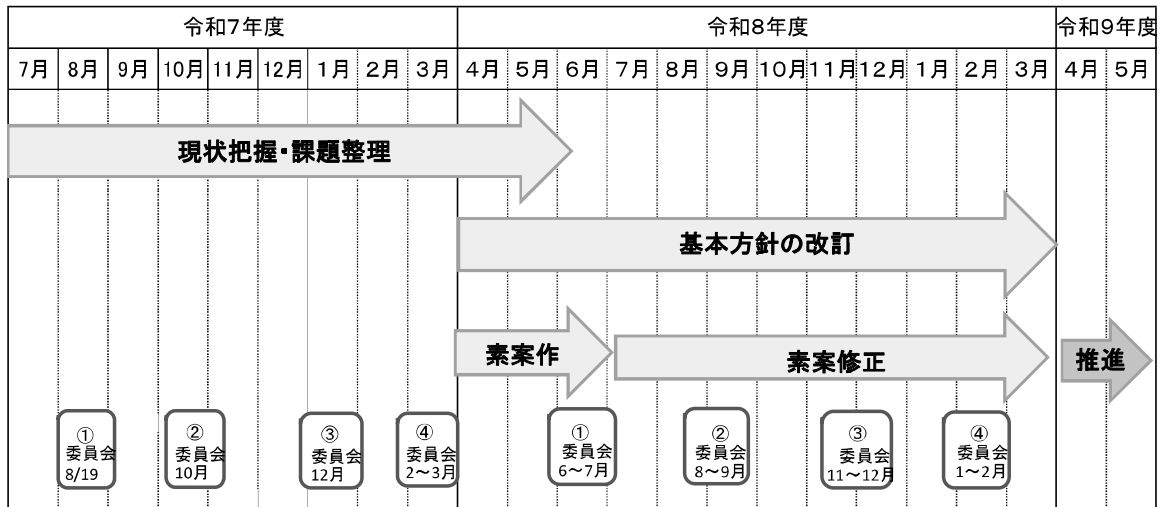 令和7年度 令和8年度 令和9年度
7月 8月 9月 10月 11月 12月 1月 2月 3月 4月 5月 6月 7月 8月 9月 10月 11月 12月 1月 2月 3月 4月 5月
現状把握・課題整理
基本方針の改訂
素案作
素案修正
推進
①
委員会
8/19
②
委員会
10月
③
委員会
12月
④
委員会
2～3月
①
委員会
6～7月
②
委員会
8～9月
③
委員会
11～12月
④
委員会
1～2月